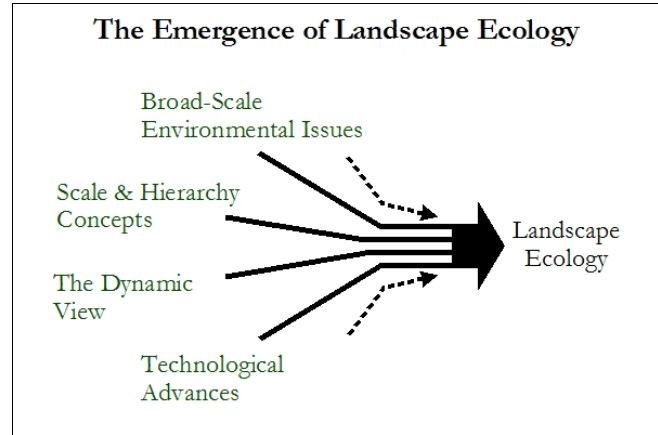 The Emergence of Landscape Ecology
Broad-Scale
Environmental Issues
Scale & Hierarchy
Concepts
The Dynamic
View
Technological
Advances
Landscape
Ecology